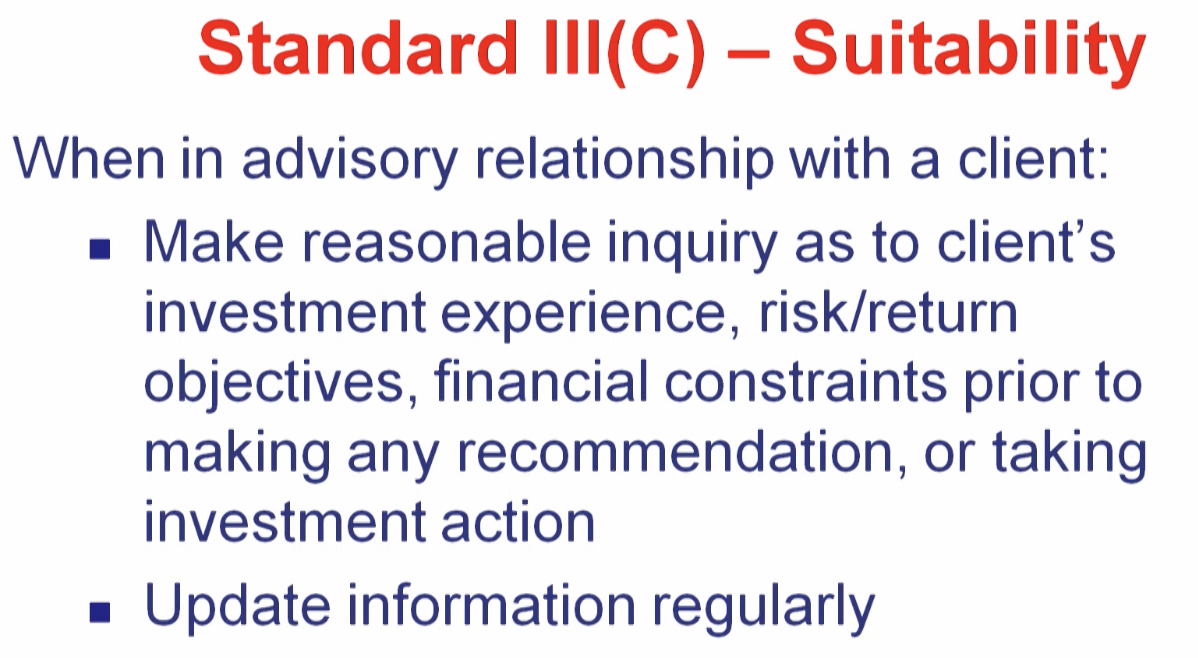 Standard III(C) – Suitability
When in advisory relationship with a client:
▪ Make reasonable inquiry as to client’s
investment experience, risk/return
objectives, financial constraints prior to
making any recommendation, or taking
investment action
▪ Update information regularly